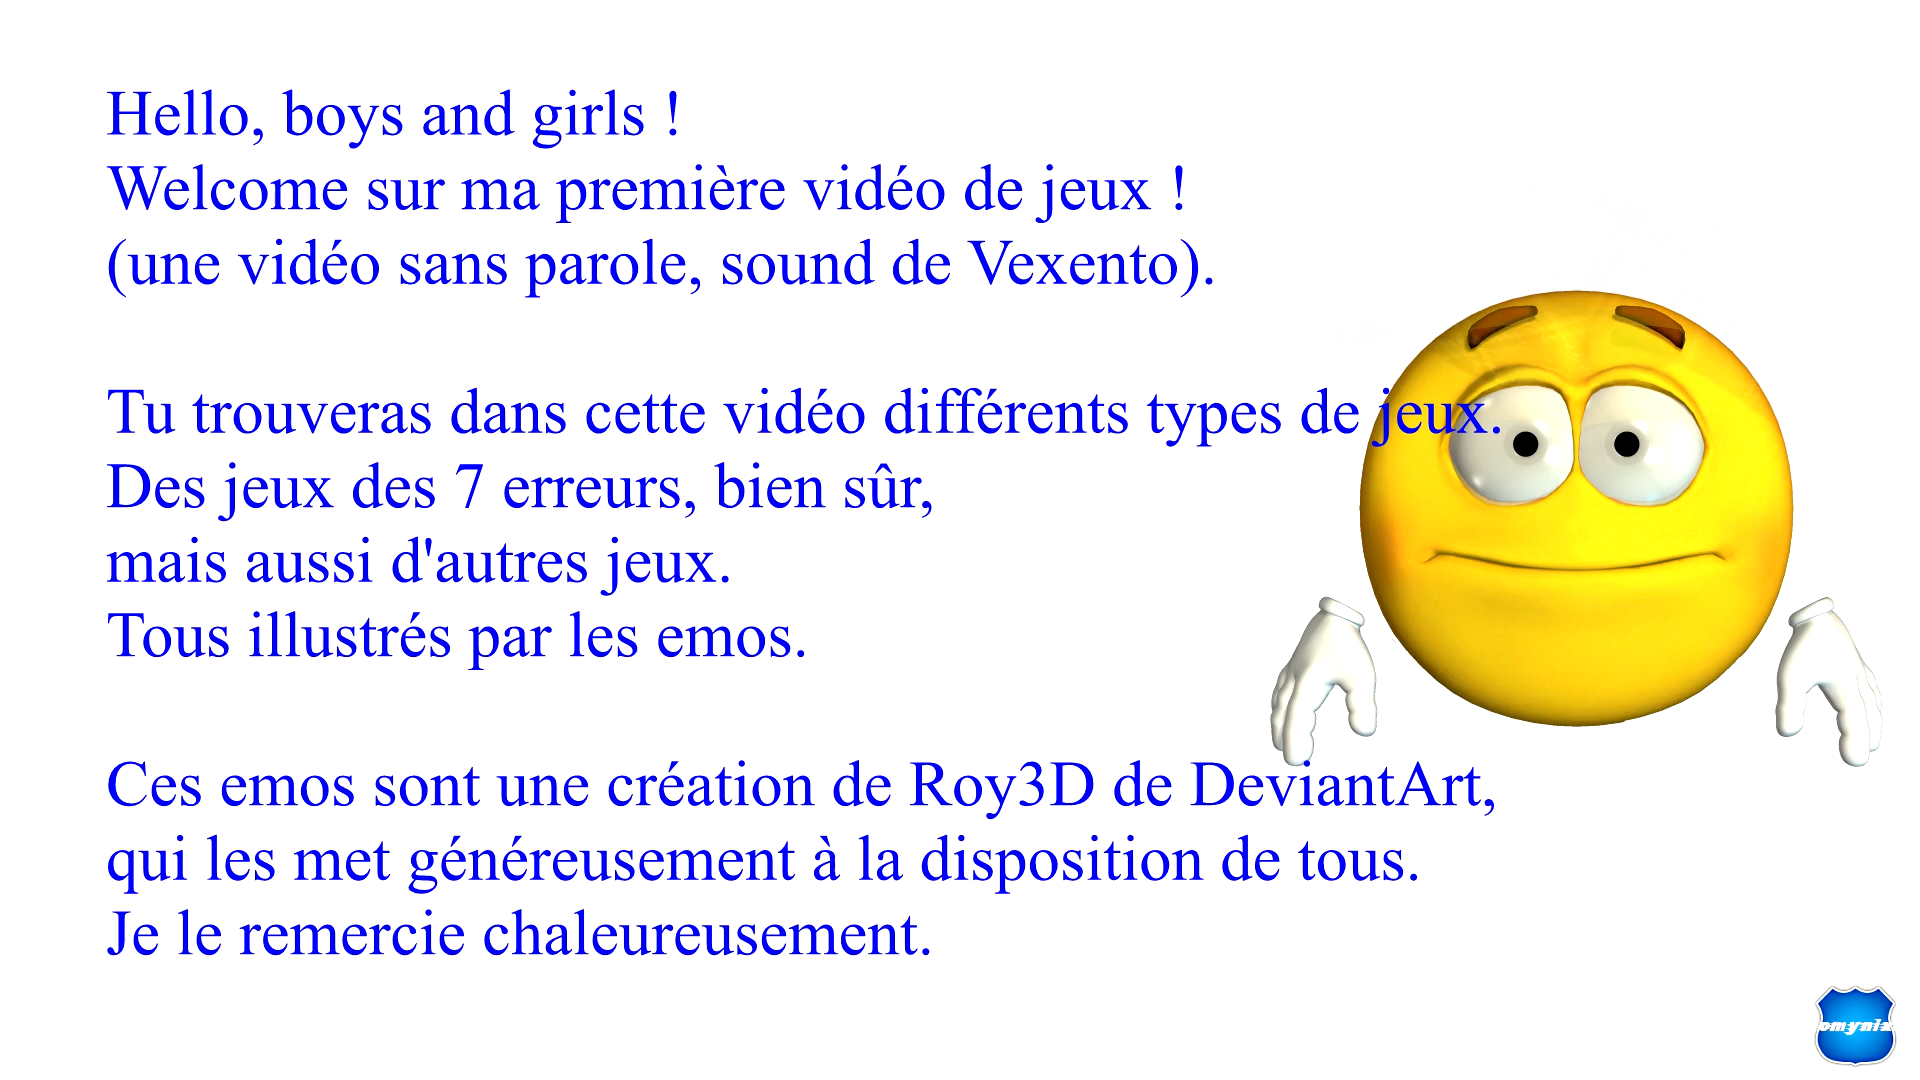 Hello, boys and girls !
Welcome sur ma première vidéo de jeux !
(une vidéo sans parole, sound de Vexento).
Tu trouveras dans cette vidéo différents types de jeux.
Des jeux des 7 erreurs, bien sûr,
mais aussi d'autres jeux.
Tous illustrés par les emos.
Ces emos sont une création de Roy3D de DeviantArt,
qui les met généreusement à la disposition de tous.
Je le remercie chaleureusement.